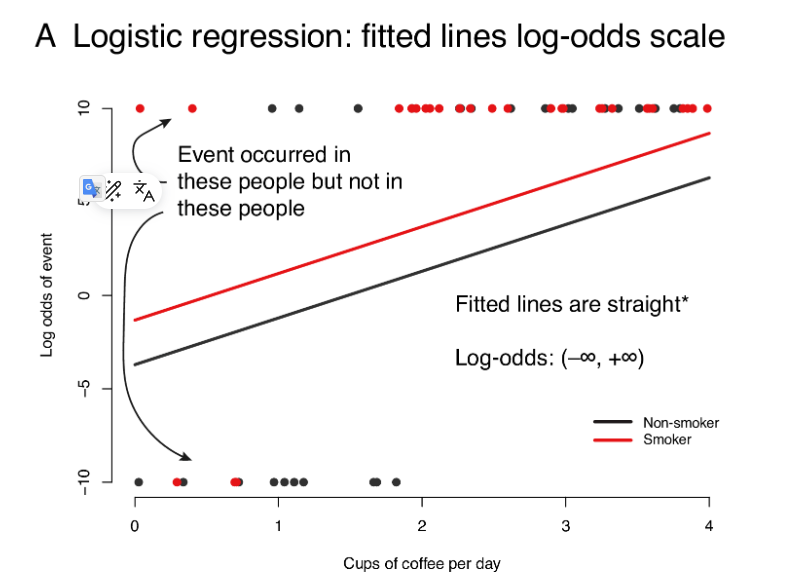 A Logistic regression: fitted lines log-odds scale
10
Event occurred in
these people but not in
these people
0
Fitted lines are straight*
Log-odds: (−∞, +∞)
−5
Non-smoker
Smoker
−10
Log odds of event
0 1 2 3 4
Cups of coffee per day